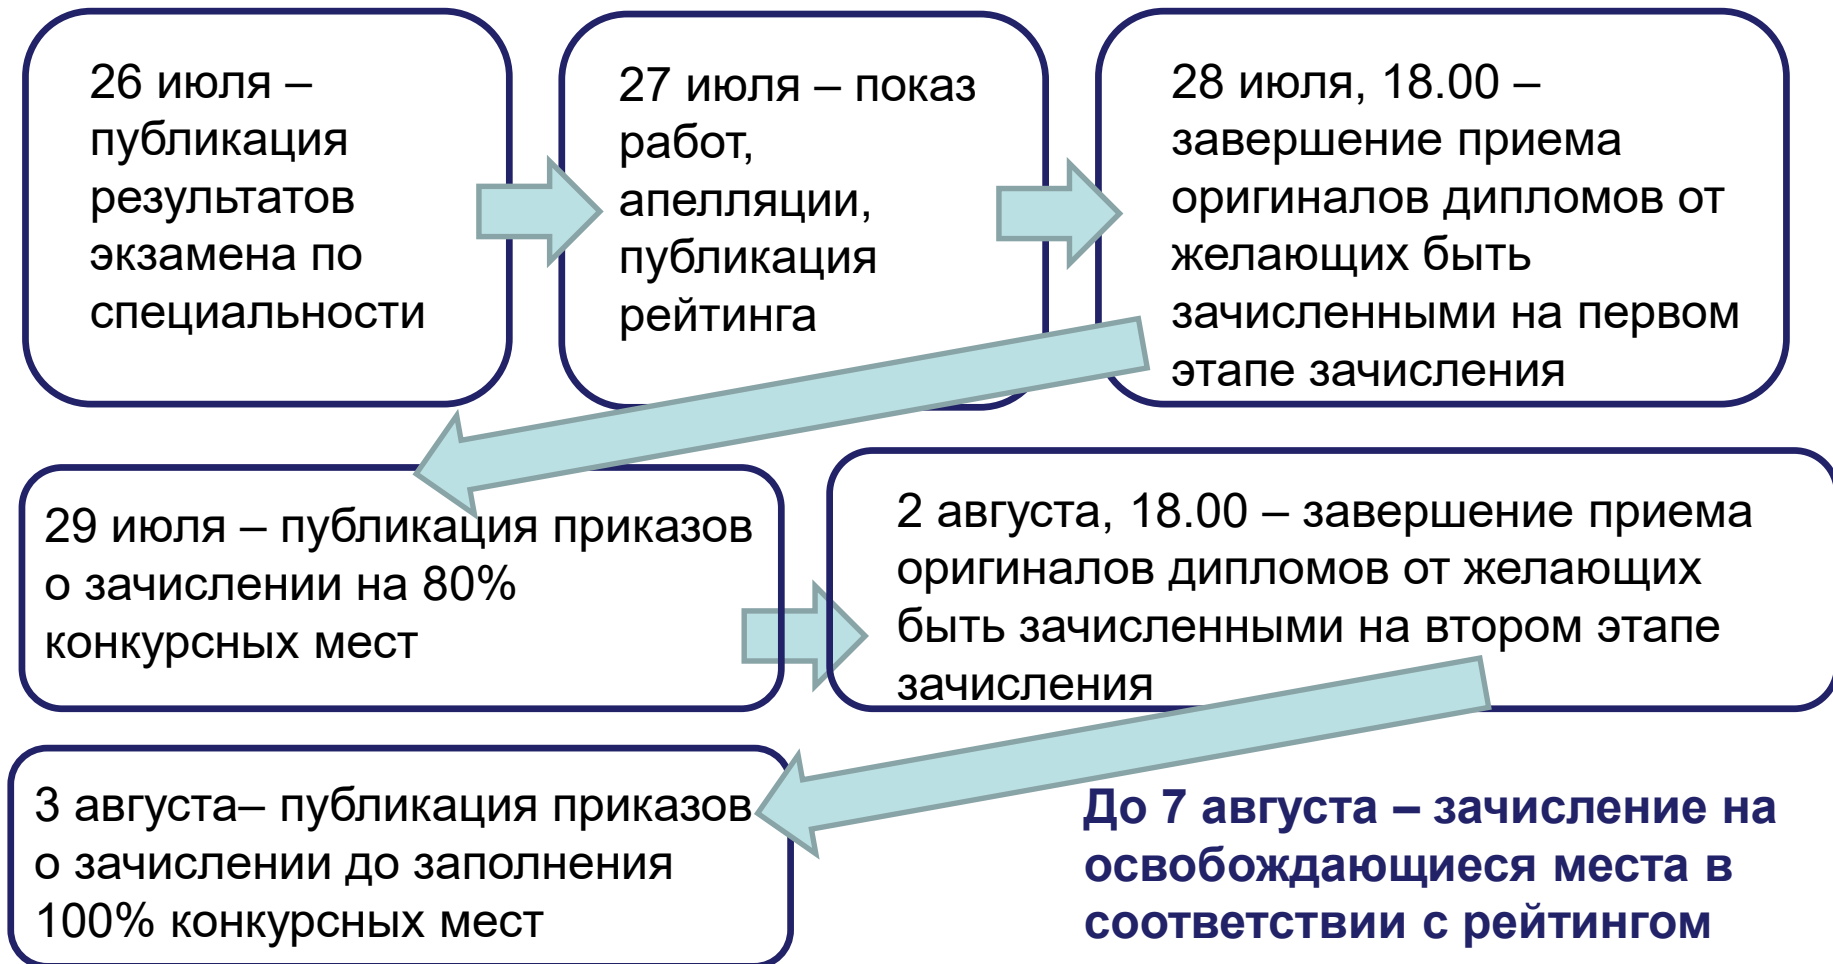 26 июля –
публикация
результатов
экзамена по
специальности
27 июля – показ
работ,
апелляции,
публикация
рейтинга
28 июля, 18.00 –
завершение приема
оригиналов дипломов от
желающих быть
зачисленными на первом
этапе зачисления
29 июля – публикация приказов
о зачислении на 80%
конкурсных мест
2 августа, 18.00 – завершение приема
оригиналов дипломов от желающих
быть зачисленными на втором этапе
зачисления
3 августа– публикация приказов
о зачислении до заполнения
100% конкурсных мест
До 7 августа – зачисление на
освобождающиеся места в
соответствии с рейтингом